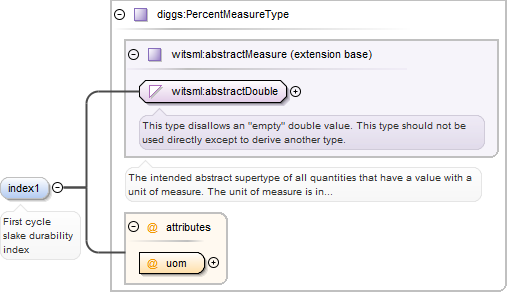 diggs:PercentMeasureType
witsml:abstractMeasure (extension base)
witsml:abstractDouble
This type disallows an "empty" double value. This type should not be
used directly except to derive another type.
The intended abstract supertype of all quantities that have a value with a
unit of measure. The unit of measure is in...
index1
First cycle
slake durability
index
@ attributes
@ uom